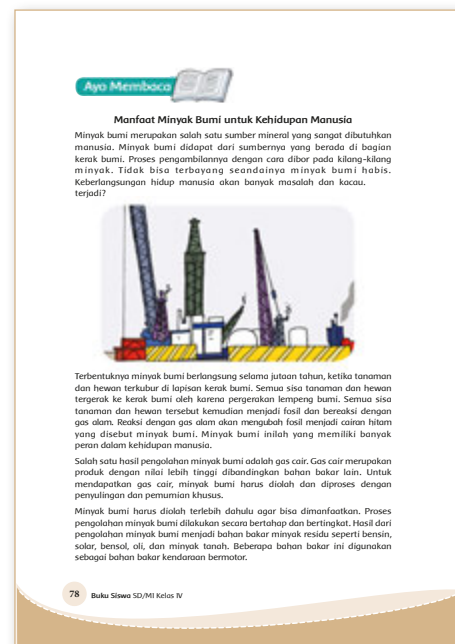 Ayo Membaca
Manfaat Minyak Bumi untuk Kehidupan Manusia
Minyak bumi merupakan salah satu sumber mineral yang sangat dibutuhkan
manusia. Minyak bumi didapat dari sumbernya yang berada di bagian
kerak bumi. Proses pengambilannya dengan cara dibor pada kilang-kilang
minyak. Tidak bisa terbayang seandainya minyak bumi habis.
Keberlangsungan hidup manusia akan banyak masalah dan kacau.
terjadi?
Terbentuknya minyak bumi berlangsung selama jutaan tahun, ketika tanaman
dan hewan terkubur di lapisan kerak bumi. Semua sisa tanaman dan hewan
tergerak ke kerak bumi oleh karena pergerakan lempeng bumi. Semua sisa
tanaman dan hewan tersebut kemudian menjadi fosil dan bereaksi dengan
gas alam. Reaksi dengan gas alam akan mengubah fosil menjadi cairan hitam
yang disebut minyak bumi. Minyak bumi inilah yang memiliki banyak
peran dalam kehidupan manusia.
Salah satu hasil pengolahan minyak bumi adalah gas cair. Gas cair merupakan
produk dengan nilai lebih tinggi dibandingkan bahan bakar lain. Untuk
mendapatkan gas cair, minyak bumi harus diolah dan diproses dengan
penyulingan dan pemurnian khusus.
Minyak bumi harus diolah terlebih dahulu agar bisa dimanfaatkan. Proses
pengolahan minyak bumi dilakukan secara bertahap dan bertingkat. Hasil dari
pengolahan minyak bumi menjadi bahan bakar minyak residu seperti bensin,
solar, bensol, oli, dan minyak tanah. Beberapa bahan bakar ini digunakan
sebagai bahan bakar kendaraan bermotor.
78 Buku Siswa SD/MI Kelas IV